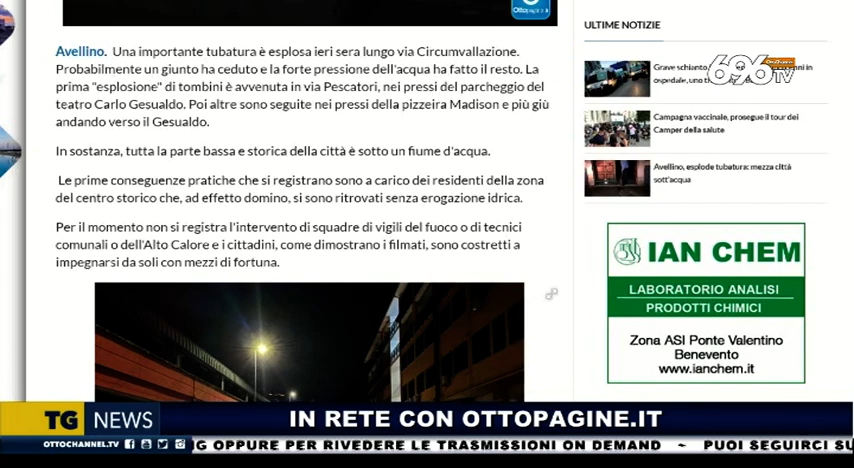 Ottopagine.it
Avellino. Una importante tubatura è esplosa ieri sera lungo via Circumvallazione.
Probabilmente un giunto ha ceduto e la forte pressione dell'acqua ha fatto il resto. La
prima "esplosione" di tombini è avvenuta in via Pescatori, nei pressi del parcheggio del
teatro Carlo Gesualdo. Poi altre sono seguite nei pressi della pizzeira Madison e più giù
andando verso il Gesualdo.
In sostanza, tutta la parte bassa e storica della città è sotto un fiume d'acqua.
Le prime conseguenze pratiche che si registrano sono a carico dei residenti della zona
del centro storico che, ad effetto domino, si sono ritrovati senza erogazione idrica.
Per il momento non si registra l'intervento di squadre di vigili del fuoco o di tecnici
comunali o dell'Alto Calore e i cittadini, come dimostrano i filmati, sono costretti a
impegnarsi da soli con mezzi di fortuna.
ULTIME NOTIZIE
Grave schianto
in
ospedale, uno
696 TV
Campagna vaccinale, prosegue il tour dei
Camper della salute
Avellino, esplode tubatura: mezza città
sott'acqua
IAN CHEM
LABORATORIO ANALISI
PRODOTTI CHIMICI
Zona ASI Ponte Valentino
Benevento
www.ianchem.it
TG NEWS
IN RETE CON OTTOPAGINE.IT
OTTOCHANNEL.TV
NG OPPURE PER RIVEDERE LE TRASMISSIONI ON DEMAND ~ PUOI SEGUIRCI SU